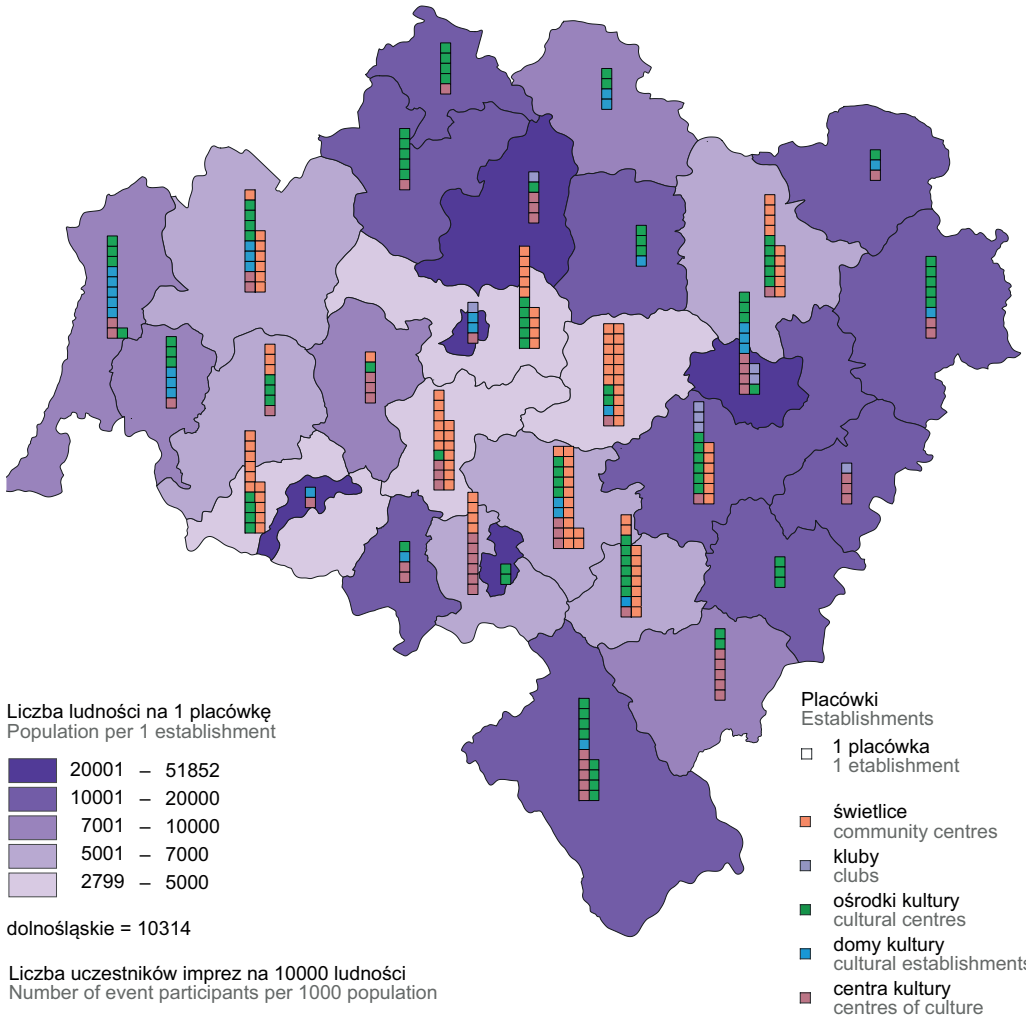 Liczba ludności na 1 placówkę
Population per 1 establishment
20001 – 51852
10001 – 20000
7001 – 10000
5001 – 7000
2799 – 5000
dolnośląskie = 10314
Liczba uczestników imprez na 10000 ludności
Number of event participants per 1000 population
Placówki
Establishments
1 placówka
1 etablishment
świetlice
community centres
kluby
clubs
ośrodki kultury
cultural centres
domy kultury
cultural establishments
centra kultury
centres of culture